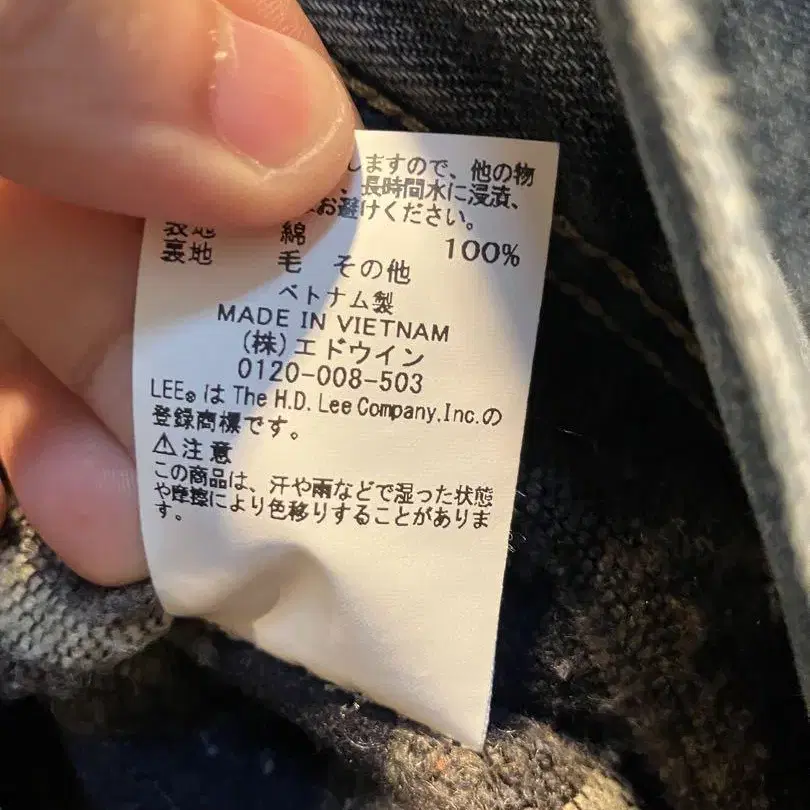 しますので、他の物
、長時間水に浸漬、
お避けください。
表地 綿 100%
裏地 毛 その他
ベトナム製
MADE IN VIETNAM
(株)エドウイン
0120-008-503
LEE® は The H.D. Lee Company,Inc.の
登録商標です。
⚠注意
この商品は、汗や雨などで湿った状態
や摩擦により色移りすることがありま
す。